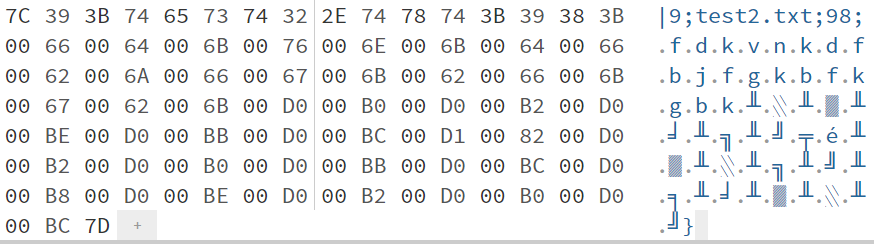 7C 39 3B 74 65 73 74 32 2E 74 78 74 3B 39 38 3B |9;test2.txt;98;
00 66 00 64 00 6B 00 76 00 6E 00 6B 00 64 00 66 .f.d.k.v.n.k.d.f
00 62 00 6A 00 66 00 67 00 6B 00 62 00 66 00 6B .b.j.f.g.k.b.f.k
00 67 00 62 00 6B 00 D0 00 B0 00 D0 00 B2 00 D0 .g.b.k.╨.░.╨.▓.╨
00 BE 00 D0 00 BB 00 D0 00 BC 00 D1 00 82 00 D0 .╛.╨.╗.╨.╝.╤.é.╨
00 B2 00 D0 00 B0 00 D0 00 BB 00 D0 00 BC 00 D0 .▓.╨.░.╨.╗.╨.╝.╨
00 B8 00 D0 00 BE 00 D0 00 B2 00 D0 00 B0 00 D0 .╕.╨.╛.╨.▓.╨.░.╨
00 BC 7D + .╝}